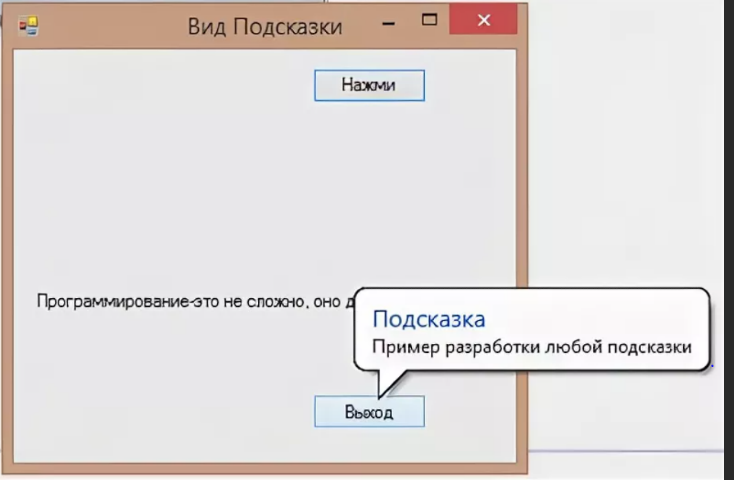 Вид Подсказки
Нажми
Программирование-это не сложно, оно
Подсказка
Пример разработки любой подсказки
Выход